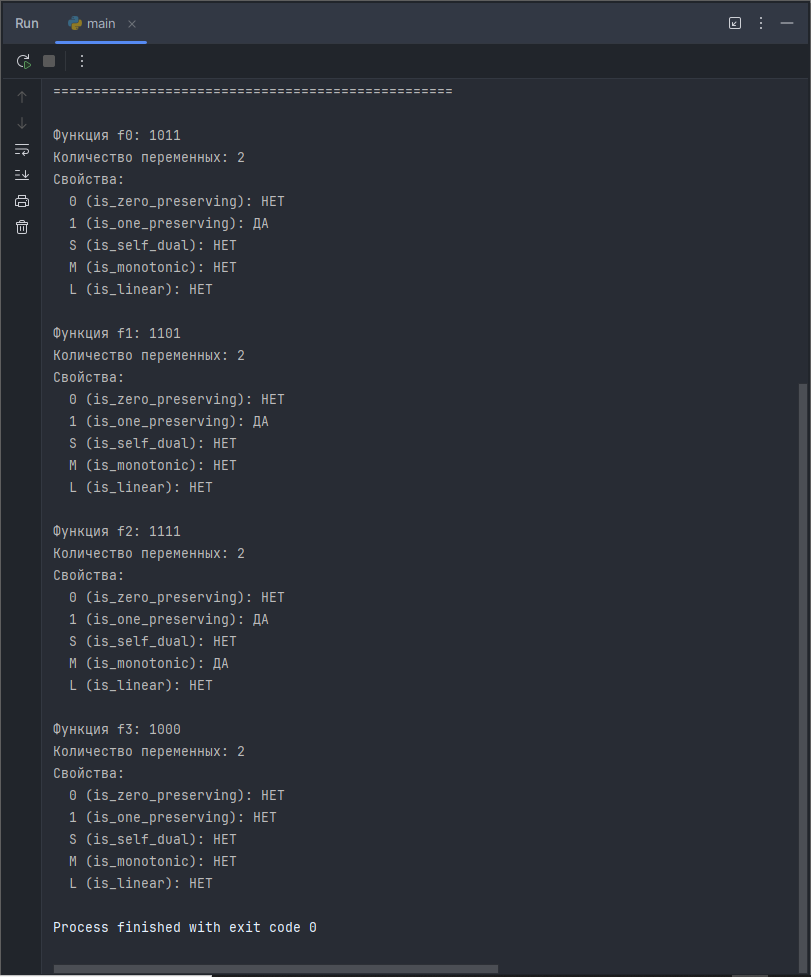 Run main
==================================================
Функция f0: 1011
Количество переменных: 2
Свойства:
0 (is_zero_preserving): НЕТ
1 (is_one_preserving): ДА
S (is_self_dual): НЕТ
M (is_monotonic): НЕТ
L (is_linear): НЕТ
Функция f1: 1101
Количество переменных: 2
Свойства:
0 (is_zero_preserving): НЕТ
1 (is_one_preserving): ДА
S (is_self_dual): НЕТ
M (is_monotonic): НЕТ
L (is_linear): НЕТ
Функция f2: 1111
Количество переменных: 2
Свойства:
0 (is_zero_preserving): НЕТ
1 (is_one_preserving): ДА
S (is_self_dual): НЕТ
M (is_monotonic): ДА
L (is_linear): НЕТ
Функция f3: 1000
Количество переменных: 2
Свойства:
0 (is_zero_preserving): НЕТ
1 (is_one_preserving): НЕТ
S (is_self_dual): НЕТ
M (is_monotonic): НЕТ
L (is_linear): НЕТ
Process finished with exit code 0